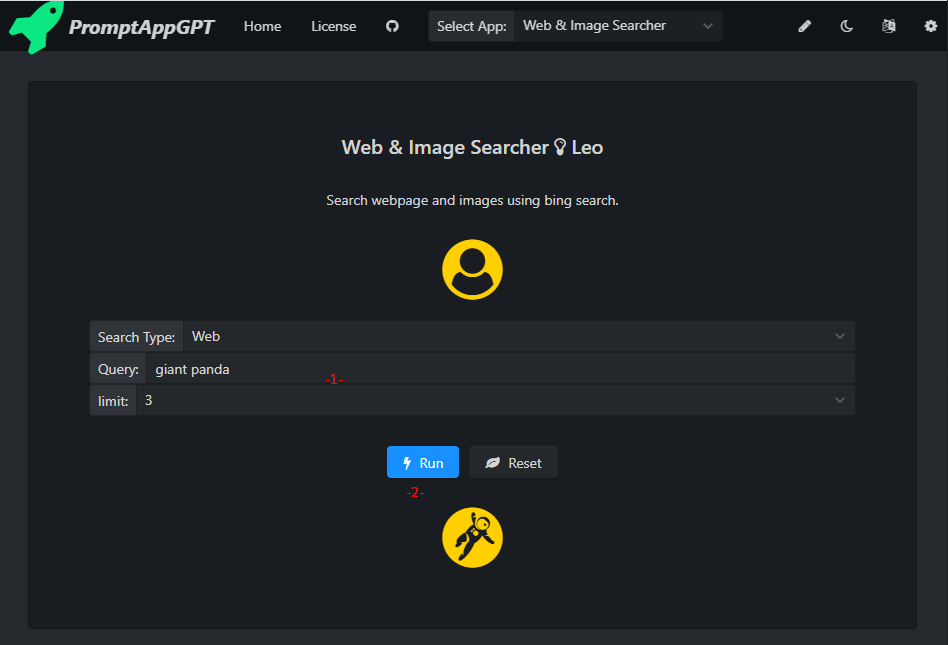 PromptAppGPT Home License Select App: Web & Image Searcher
Web & Image Searcher Leo
Search webpage and images using bing search.
Search Type: Web
Query: giant panda
-1-
limit: 3
Run Reset
-2-